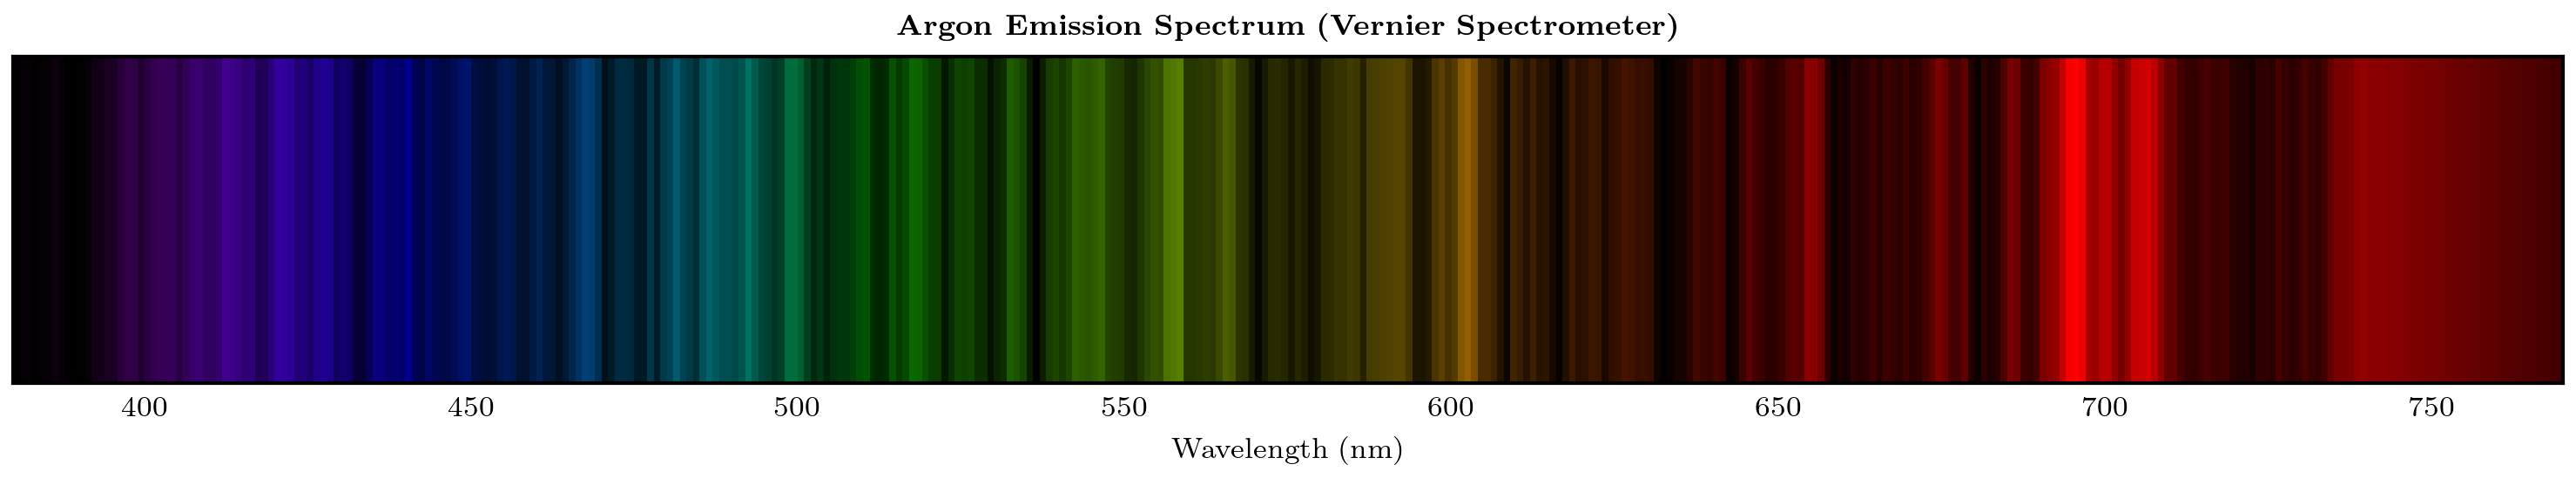 Argon Emission Spectrum (Vernier Spectrometer)
400 450 500 550 600 650 700 750
Wavelength (nm)